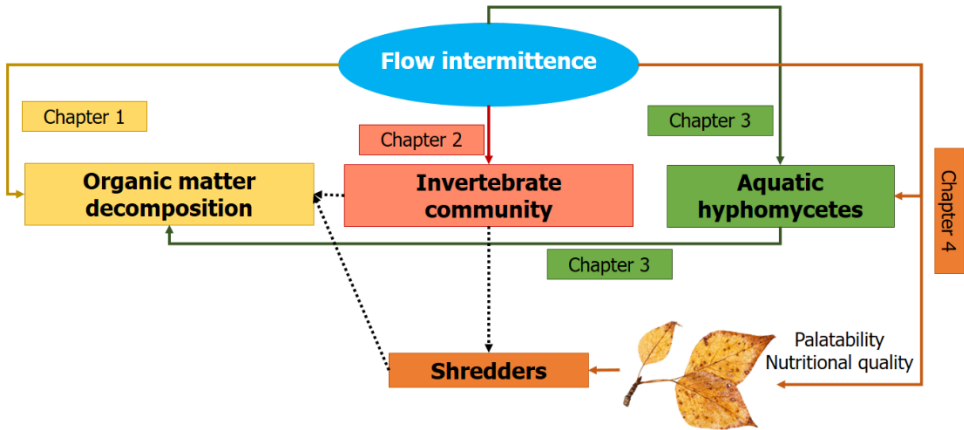 Flow intermittence
Chapter 1
Chapter 2
Chapter 3
Organic matter
decomposition
Invertebrate
community
Aquatic
hyphomycetes
Chapter 4
Chapter 3
Shredders
Palatability
Nutritional quality